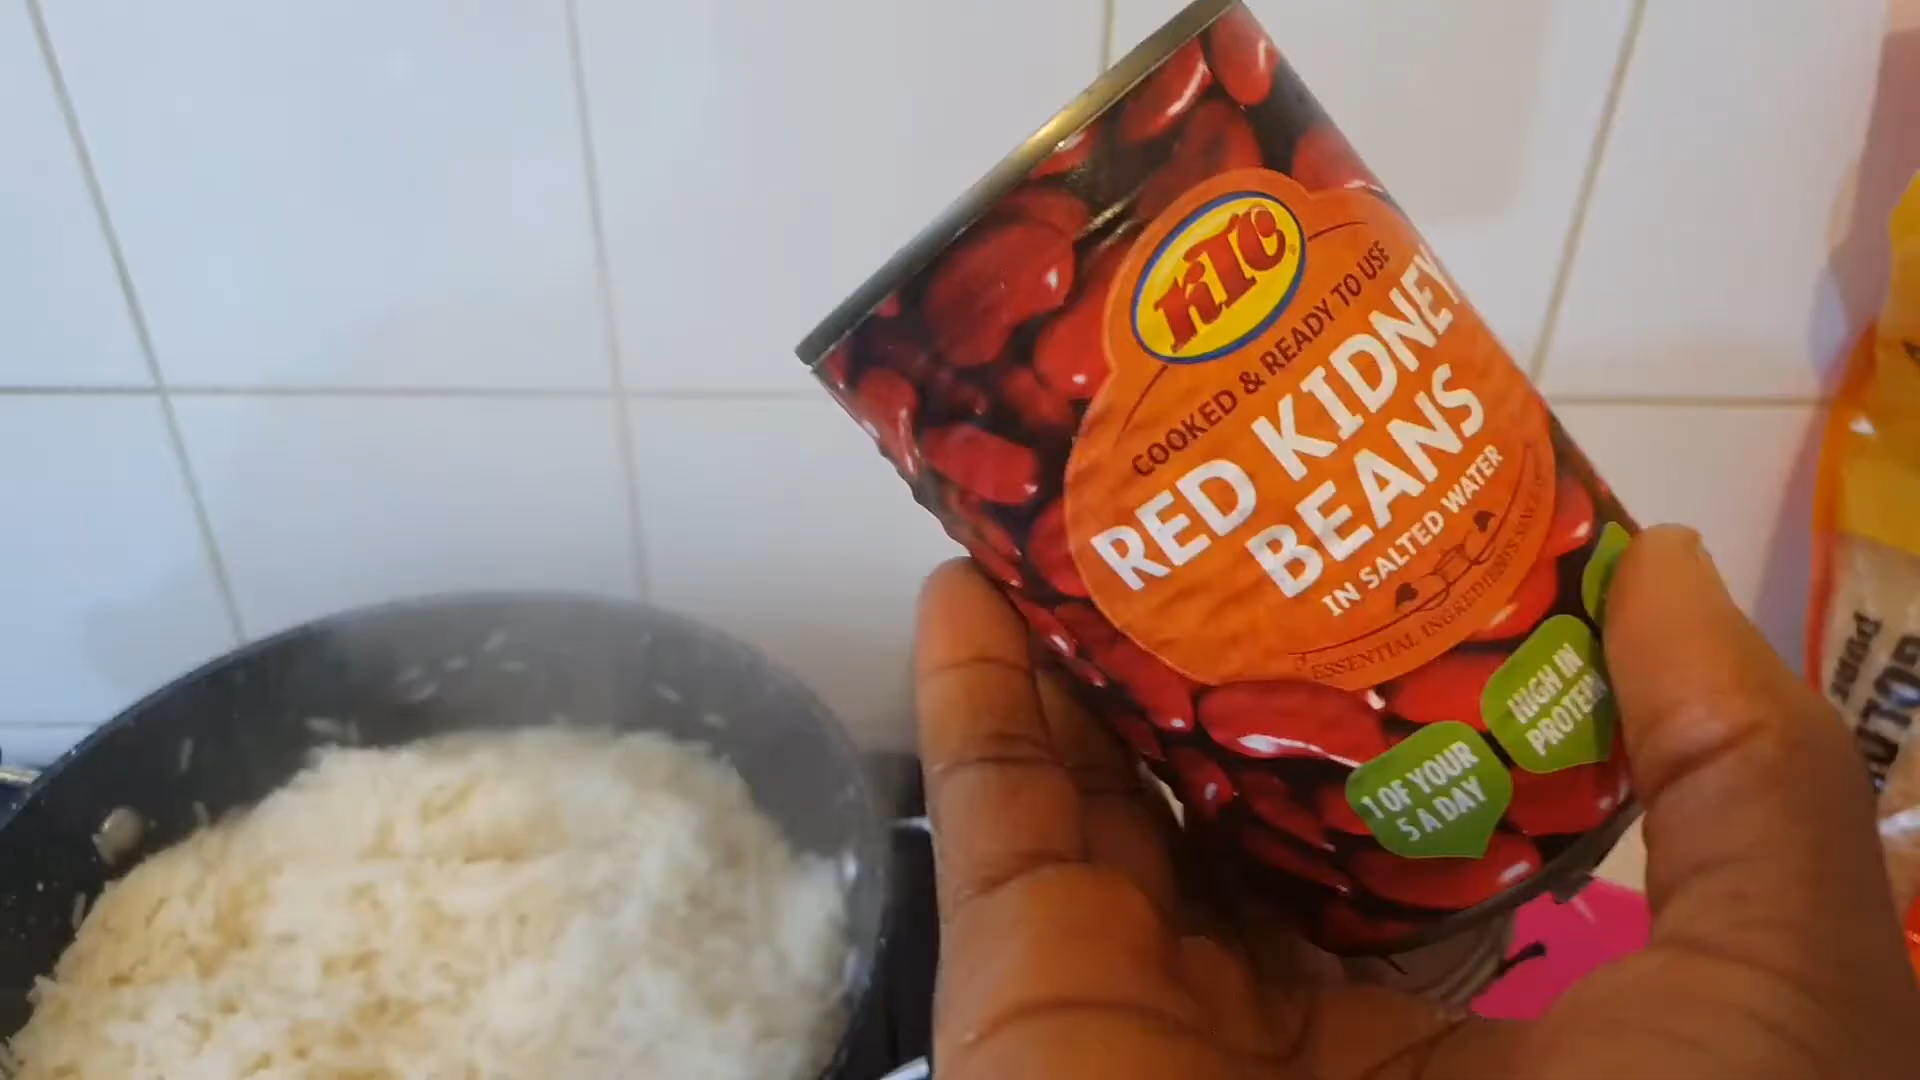 KTC
COOKED & READY TO USE
RED KIDNEY
BEANS
IN SALTED WATER
ESSENTIAL INGREDIENTS
HIGH IN
PROTEIN
1 OF YOUR
5 A DAY
PURE